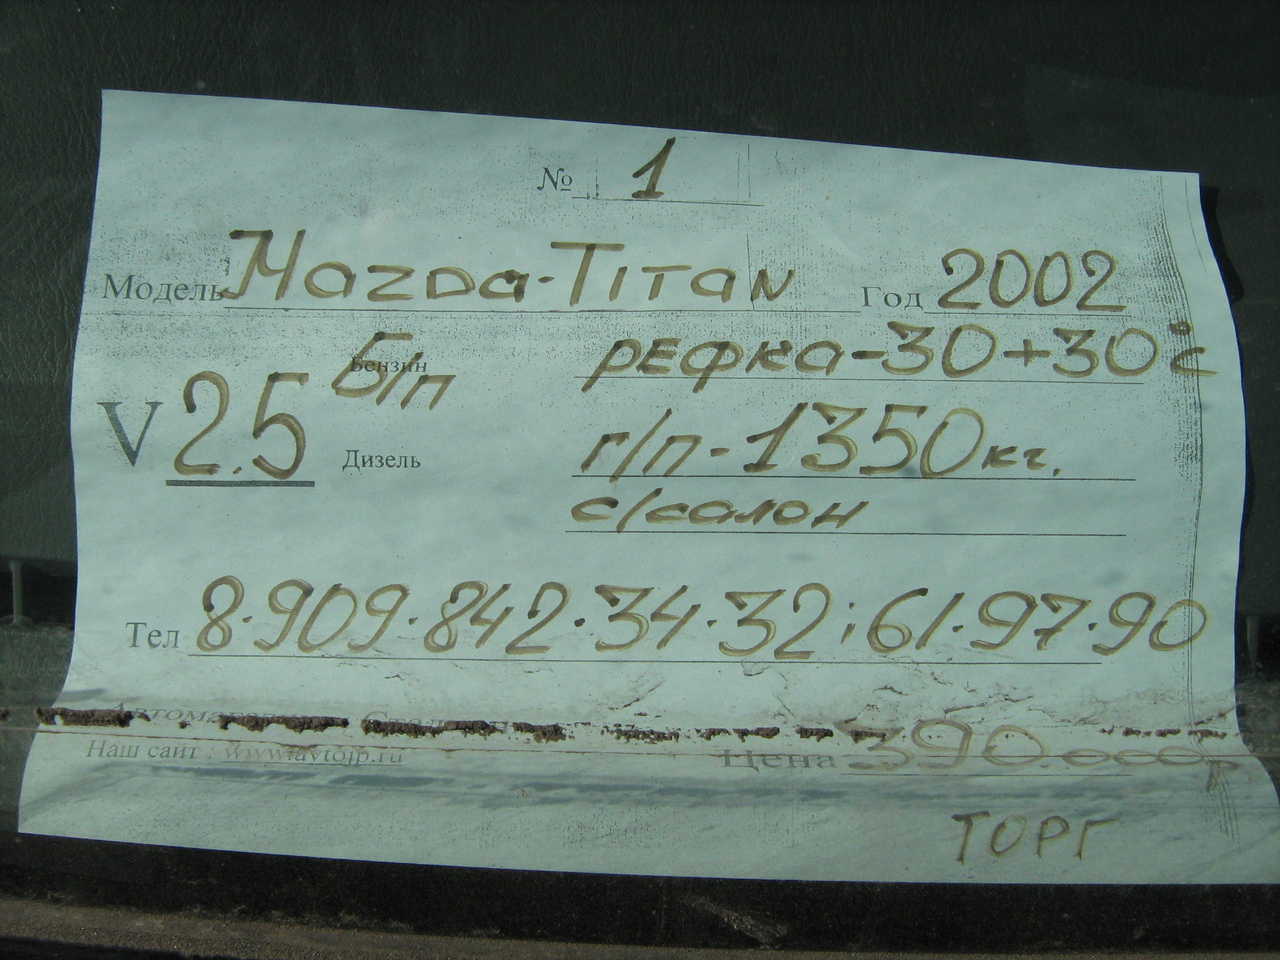 № 1
Модель Mazda-Titan Год 2002
Бензин б/п рефка-30+30°с
V 2.5 г/п-1350кг.
Дизель
с/салон
Тел 8-909-842-34-32; 61-97-90
Наш сайт : www.avtojp.ru Цена 390.000р
ТОРГ